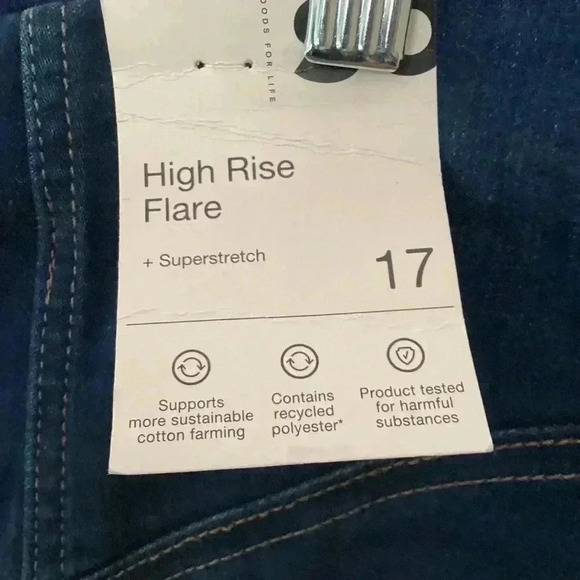 OODS FOR LIFE
High Rise
Flare
+ Superstretch
17
Supports
more sustainable
cotton farming
Contains
recycled
polyester*
Product tested
for harmful
substances